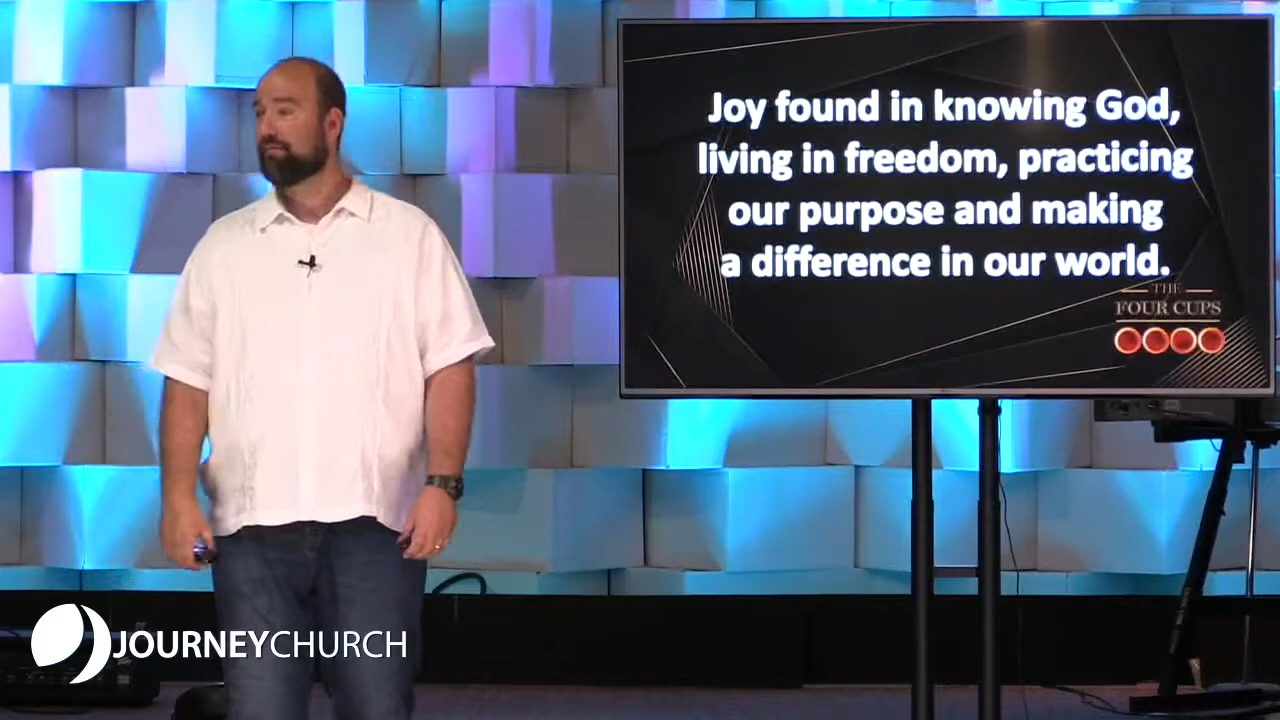 Joy found in knowing God,
living in freedom, practicing
our purpose and making
a difference in our world.
THE
FOUR CUPS
JOURNEYCHURCH